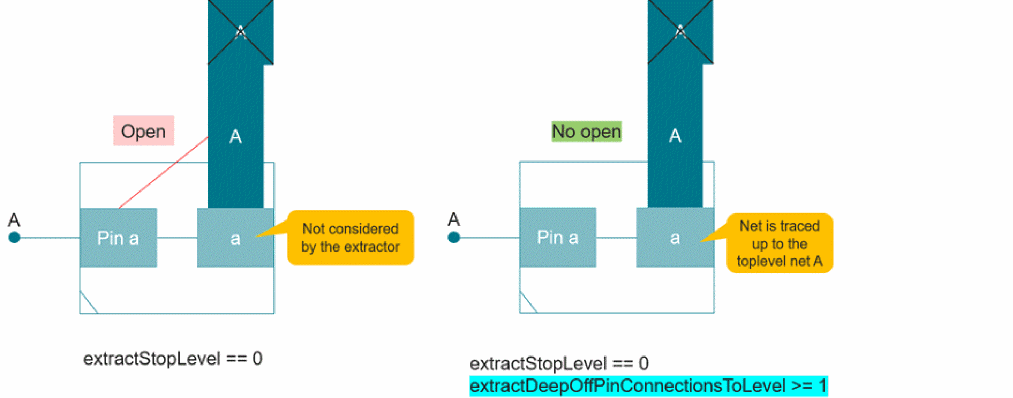 A
A
Open
No open
A
A
A
Pin a
a
Not considered
by the extractor
A
Pin a
a
Net is traced
up to the
toplevel net A
extractStopLevel == 0
extractStopLevel == 0
extractDeepOffPinConnectionsToLevel >= 1